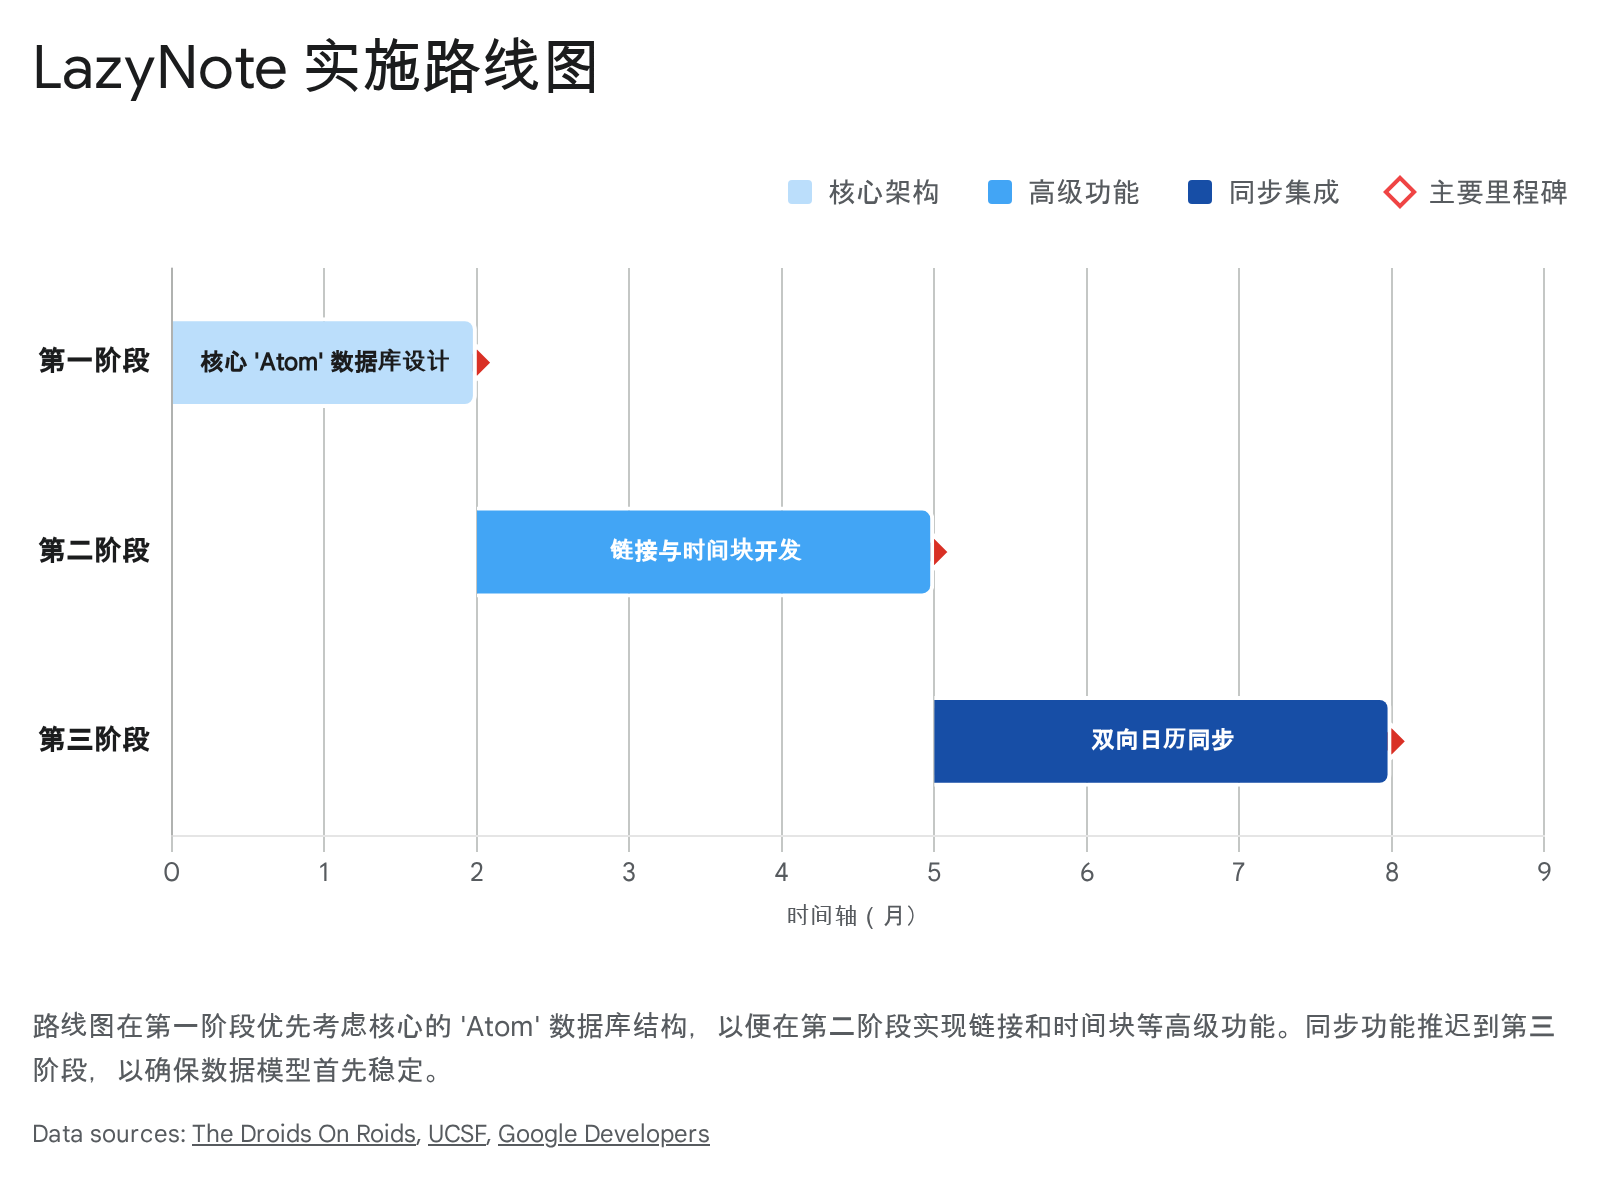 LazyNote 实施路线图
核心架构
高级功能
同步集成
主要里程碑
第一阶段
核心 'Atom' 数据库设计
第二阶段
链接与时间块开发
第三阶段
双向日历同步
0 1 2 3 4 5 6 7 8 9
时间轴（月）
路线图在第一阶段优先考虑核心的 'Atom' 数据库结构，以便在第二阶段实现链接和时间块等高级功能。同步功能推迟到第三
阶段，以确保数据模型首先稳定。
Data sources: The Droids On Roids, UCSF, Google Developers